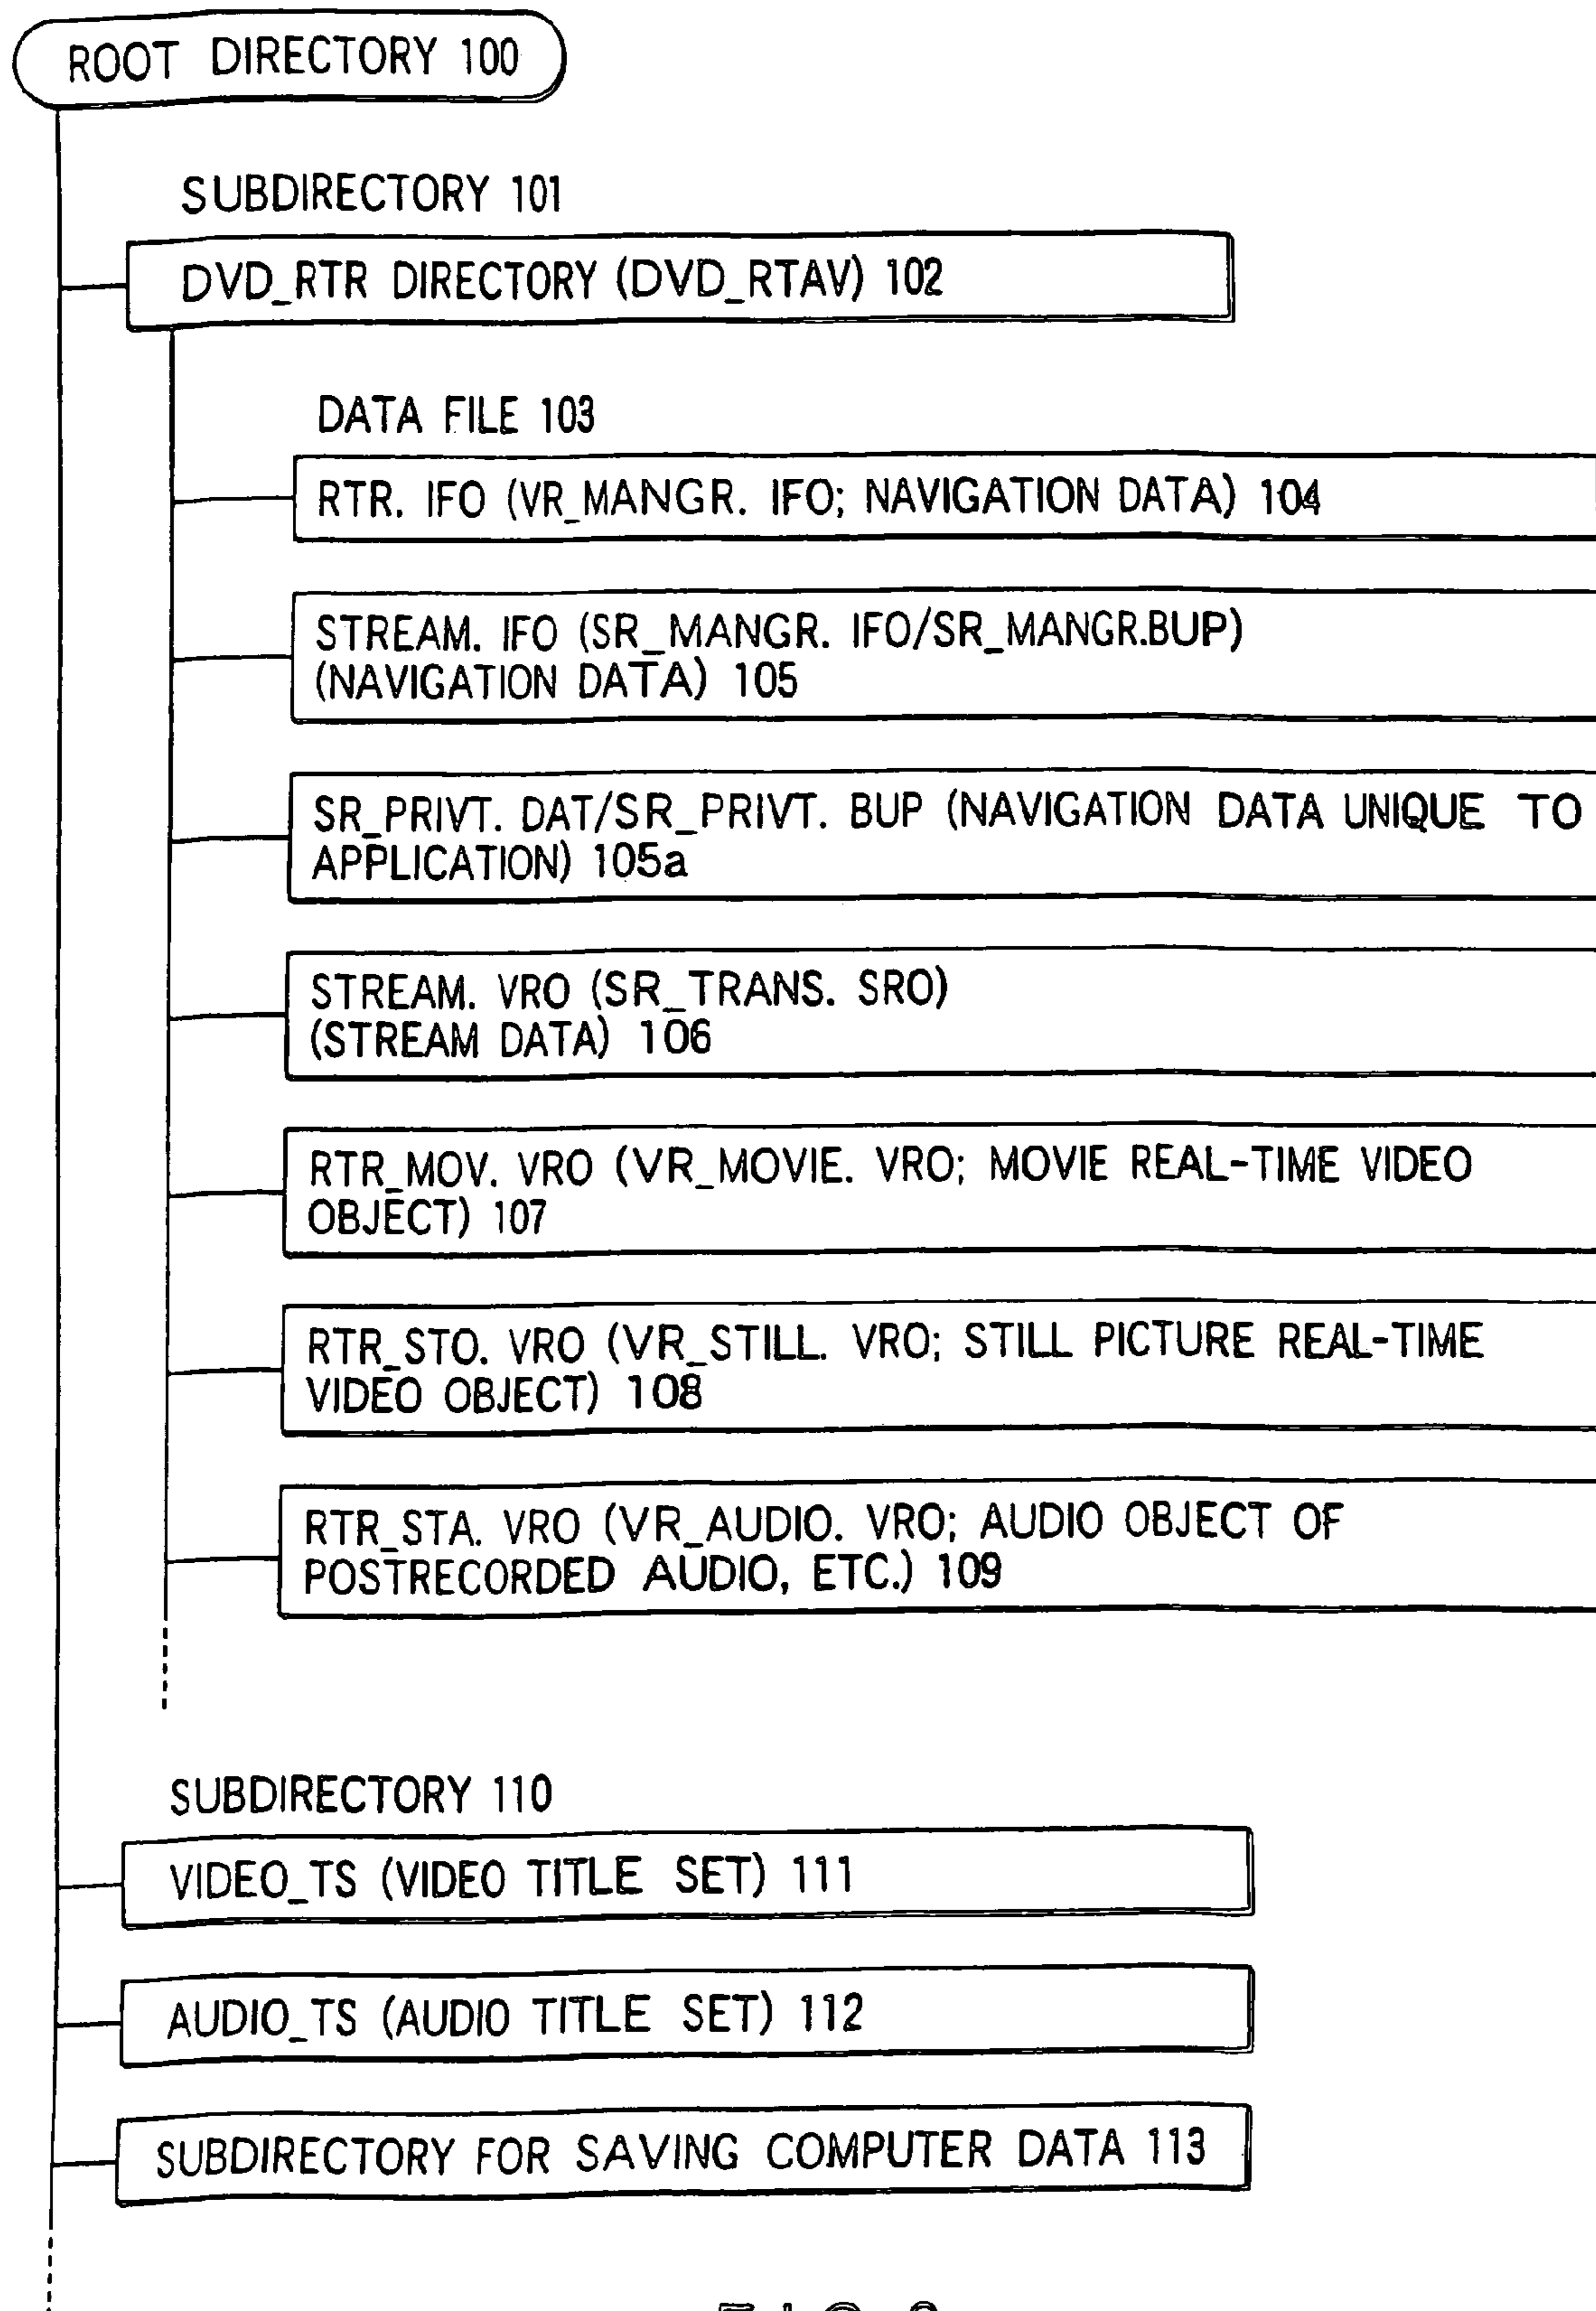 ROOT DIRECTORY 100
SUBDIRECTORY 101
DVD_RTR DIRECTORY (DVD_RTAV) 102
DATA FILE 103
RTR. IFO (VR_MANGR. IFO; NAVIGATION DATA) 104
STREAM. IFO (SR_MANGR. IFO/SR_MANGR.BUP)
(NAVIGATION DATA) 105
SR_PRIVT. DAT/SR_PRIVT. BUP (NAVIGATION DATA UNIQUE TO
APPLICATION) 105a
STREAM. VRO (SR_TRANS. SRO)
(STREAM DATA) 106
RTR_MOV. VRO (VR_MOVIE. VRO; MOVIE REAL-TIME VIDEO
OBJECT) 107
RTR_STO. VRO (VR_STILL. VRO; STILL PICTURE REAL-TIME
VIDEO OBJECT) 108
RTR_STA. VRO (VR_AUDIO. VRO; AUDIO OBJECT OF
POSTRECORDED AUDIO, ETC.) 109
SUBDIRECTORY 110
VIDEO_TS (VIDEO TITLE SET) 111
AUDIO_TS (AUDIO TITLE SET) 112
SUBDIRECTORY FOR SAVING COMPUTER DATA 113